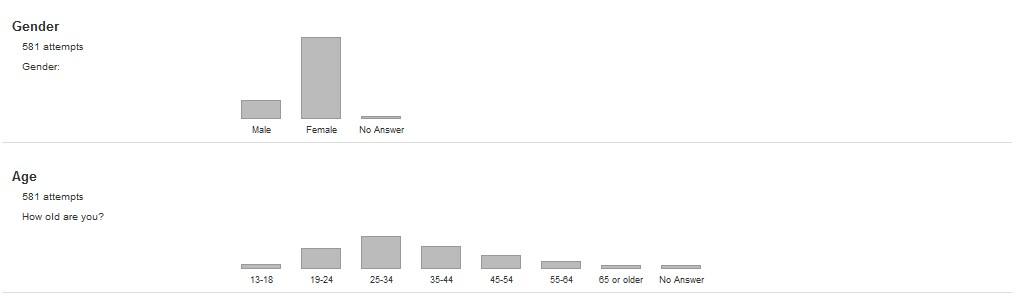 Gender
581 attempts
Gender:
Male Female No Answer
Age
581 attempts
How old are you?
13-18 19-24 25-34 35-44 45-54 55-64 65 or older No Answer